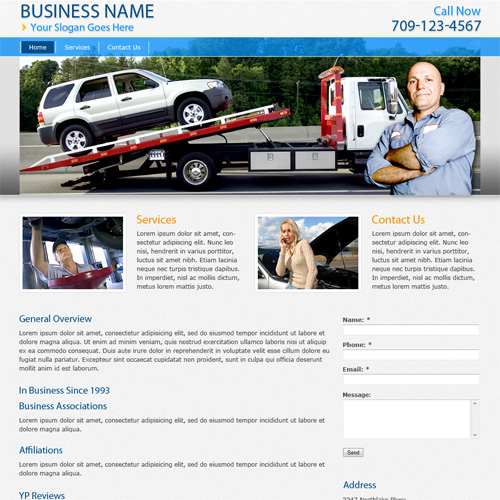 BUSINESS NAME
Your Slogan Goes Here
Call Now
709-123-4567
Home
Services
Contact Us
Services
Lorem ipsum dolor sit amet, con-
sectetur adipisicing elit. Nunc leo
nisi, hendrerit in varius porttitor,
luctus sit amet nibh. Etiam lacinia
neque nec turpis tristique dapibus.
In imperdiet, nisl ac mollis dictum,
metus lorem mattis justo.
Contact Us
Lorem ipsum dolor sit amet, con-
sectetur adipisicing elit. Nunc leo
nisi, hendrerit in varius porttitor,
luctus sit amet nibh. Etiam lacinia
neque nec turpis tristique dapibus.
In imperdiet, nisl ac mollis dictum,
metus lorem mattis justo.
General Overview
Lorem ipsum dolor sit amet, consectetur adipisicing elit, sed do eiusmod tempor incididunt ut labore et dolore
magna aliqua. Ut enim ad minim veniam, quis nostrud exercitation ullamco laboris nisi ut aliquip ex ea
commodo consequat. Duis aute irure dolor in reprehenderit in voluptate velit esse cillum dolore eu
fugiat nulla pariatur. Excepteur sint occaecat cupidatat non proident, sunt in culpa qui officia deserunt mollit
anim id est laborum.
In Business Since 1993
Business Associations
Lorem ipsum dolor sit amet, consectetur adipisicing elit, sed do eiusmod tempor incididunt ut labore et dolore
magna aliqua.
Affiliations
Lorem ipsum dolor sit amet, consectetur adipisicing elit, sed do eiusmod tempor incididunt ut labore et dolore
magna aliqua.
YP Reviews
Name: *
Phone: *
Email: *
Message:
Send
Address